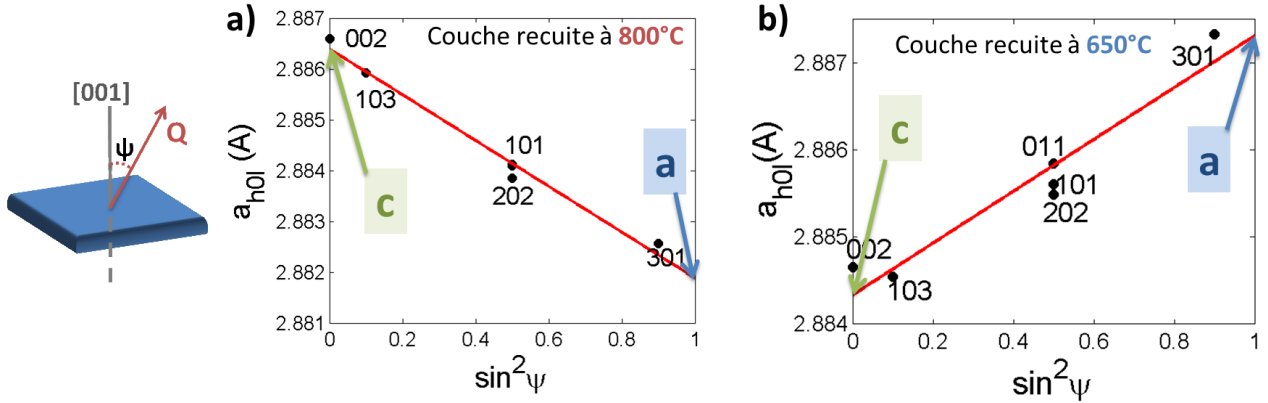 [001]
ψ
Q
a)
Couche recuite à 800°C
a_h0l (A)
2.887
2.886
2.885
2.884
2.883
2.882
2.881
002
103
101
202
301
c
a
0
0.2
0.4
0.6
0.8
1
sin²ψ
b)
Couche recuite à 650°C
a_h0l (A)
2.887
2.886
2.885
2.884
301
011
101
202
002
103
c
a
0
0.2
0.4
0.6
0.8
1
sin²ψ